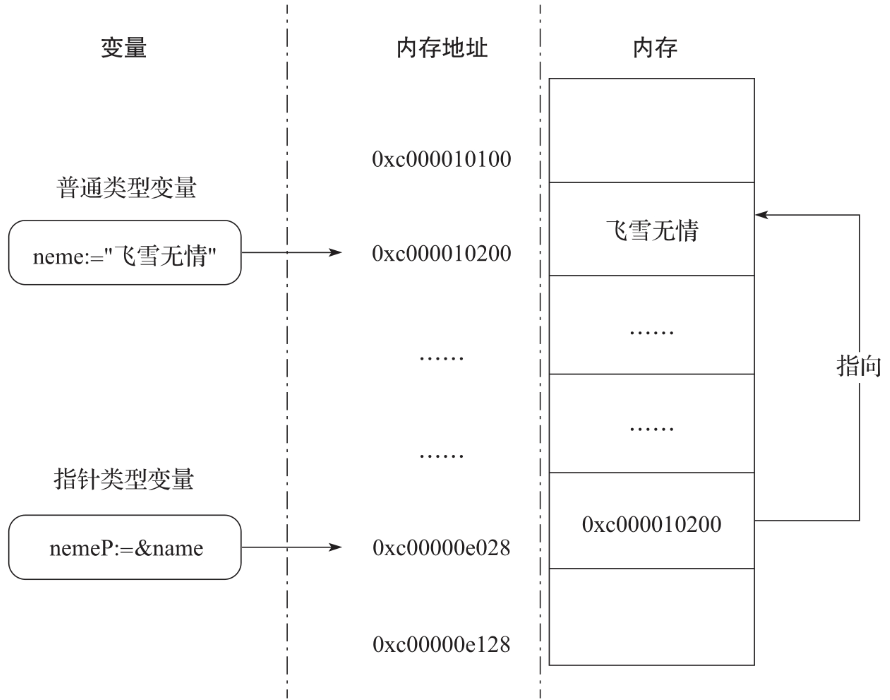 变量
内存地址
内存
0xc000010100
普通类型变量
neme:="飞雪无情"
0xc000010200
飞雪无情
……
……
指向
……
……
指针类型变量
nemeP:=&name
0xc00000e028
0xc000010200
0xc00000e128